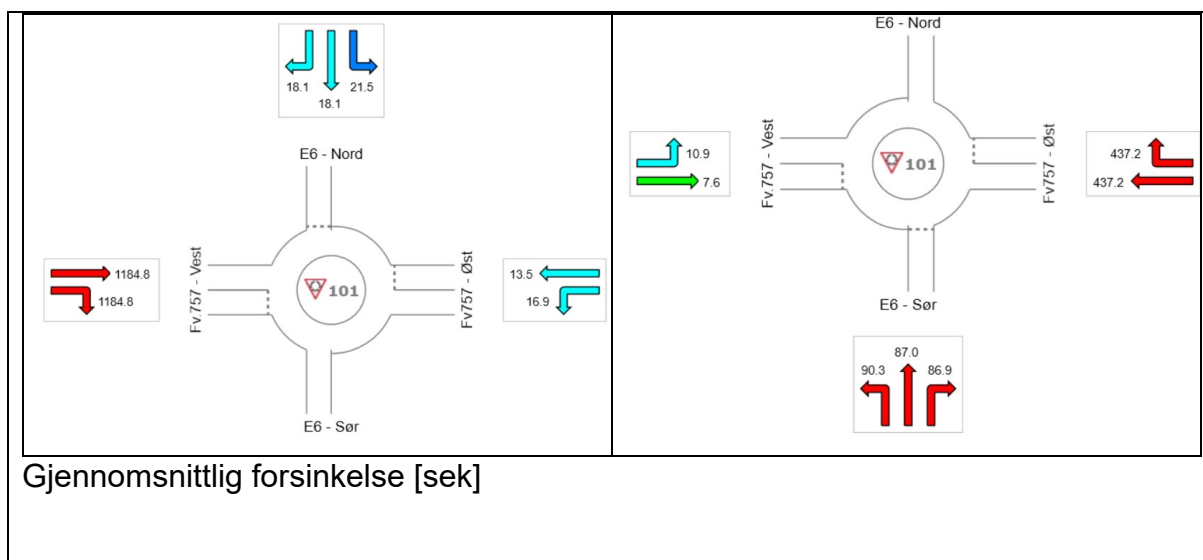 18.1
18.1
21.5
E6 - Nord
Fv.757 - Vest
1184.8
1184.8
101
Fv757 - Øst
13.5
16.9
E6 - Sør
E6 - Nord
Fv.757 - Vest
10.9
7.6
101
Fv757 - Øst
437.2
437.2
E6 - Sør
87.0
90.3
86.9
Gjennomsnittlig forsinkelse [sek]